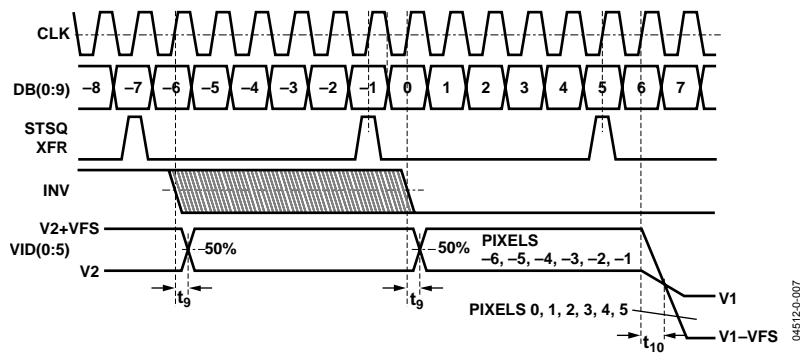 CLK
DB(0:9) –8 –7 –6 –5 –4 –3 –2 –1 0 1 2 3 4 5 6 7
STSQ
XFR
INV
V2+VFS
VID(0:5)
V2
50%
50%
PIXELS
–6, –5, –4, –3, –2, –1
t9
t9
PIXELS 0, 1, 2, 3, 4, 5
t10
V1
V1–VFS
04512-0-007